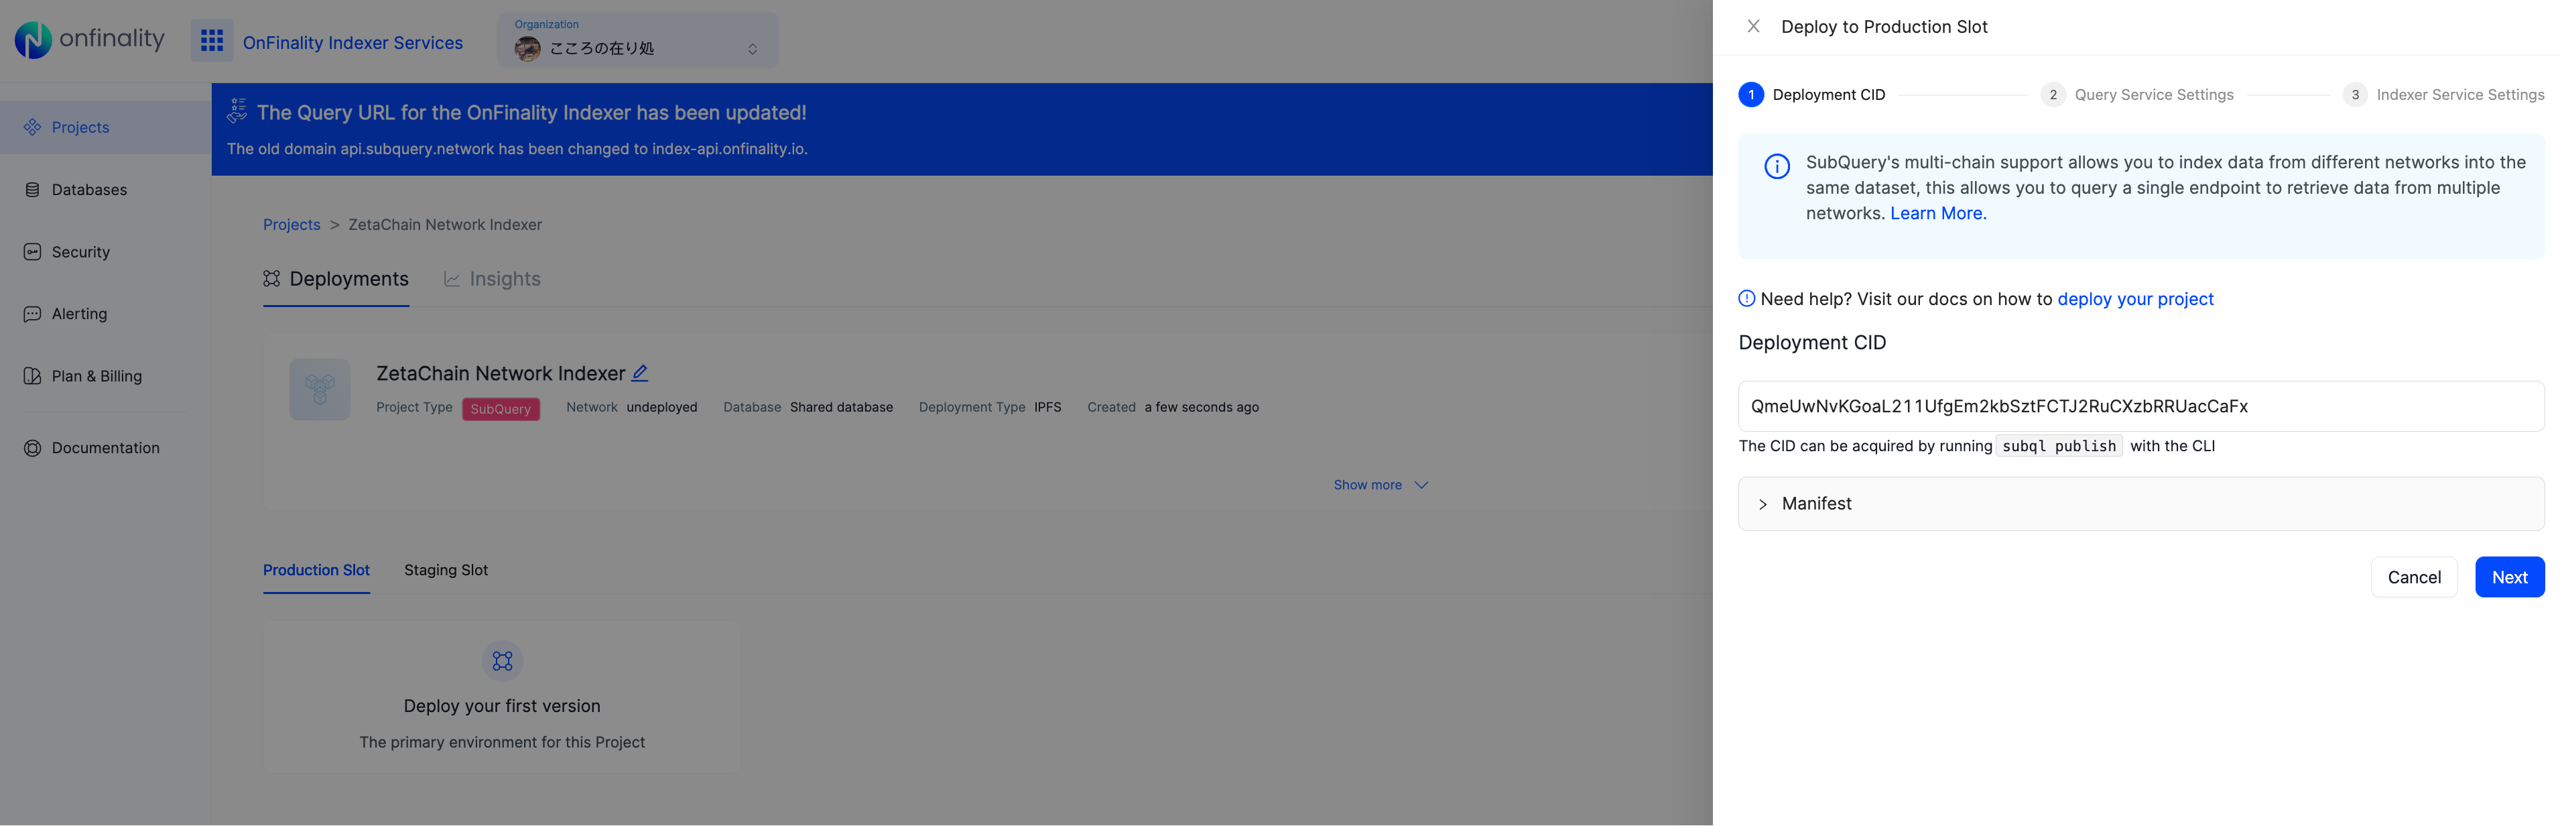 onfinality
OnFinality Indexer Services
Organization
こころの在り処
Projects
Databases
Security
Alerting
Plan & Billing
Documentation
The Query URL for the OnFinality Indexer has been updated!
The old domain api.subquery.network has been changed to index-api.onfinality.io.
Projects > ZetaChain Network Indexer
Deployments Insights
ZetaChain Network Indexer
Project Type SubQuery Network undeployed Database Shared database Deployment Type IPFS Created a few seconds ago
Show more
Production Slot Staging Slot
Deploy your first version
The primary environment for this Project
Deploy to Production Slot
1 Deployment CID 2 Query Service Settings 3 Indexer Service Settings
SubQuery's multi-chain support allows you to index data from different networks into the
same dataset, this allows you to query a single endpoint to retrieve data from multiple
networks. Learn More.
Need help? Visit our docs on how to deploy your project
Deployment CID
QmeUwNvKGoaL211UfgEm2kbSztFCTJ2RuCXzbRRUacCaFx
The CID can be acquired by running subql publish with the CLI
Manifest
Cancel Next